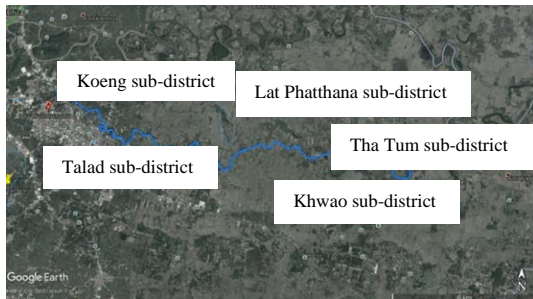 Koeng sub-district
Lat Phatthana sub-district
Tha Tum sub-district
Talad sub-district
Khwao sub-district
Google Earth
N